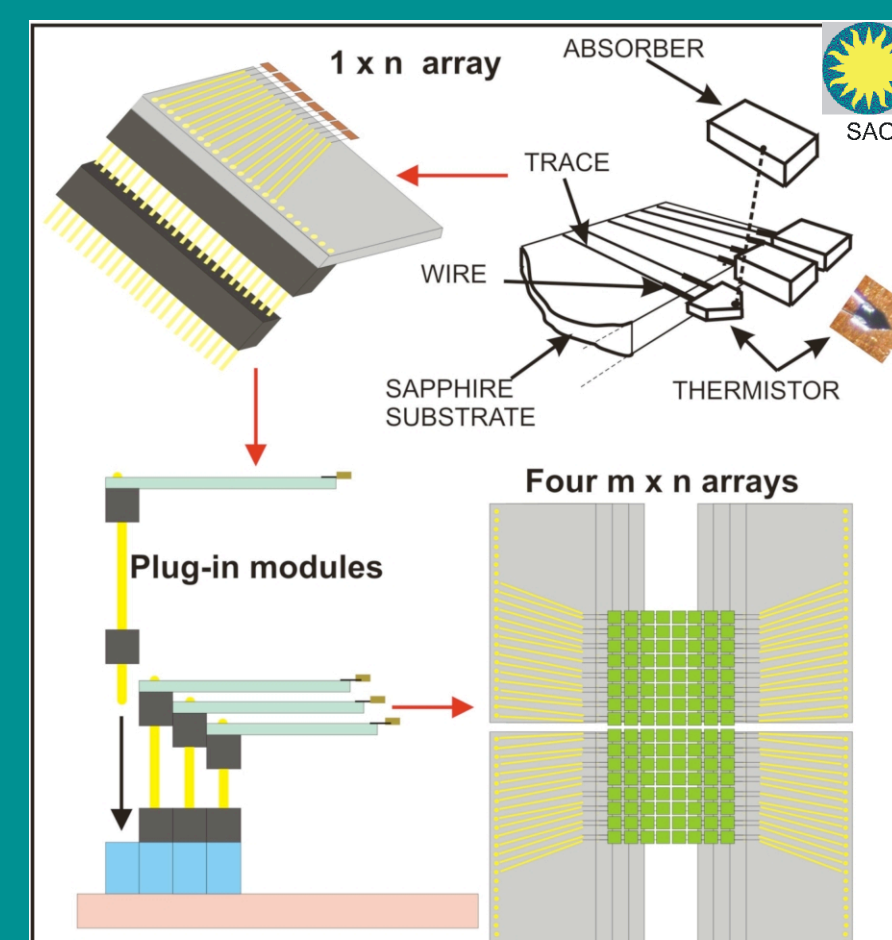 1 x n array
ABSORBER
TRACE
WIRE
SAPPHIRE
SUBSTRATE
THERMISTOR
Plug-in modules
Four m x n arrays